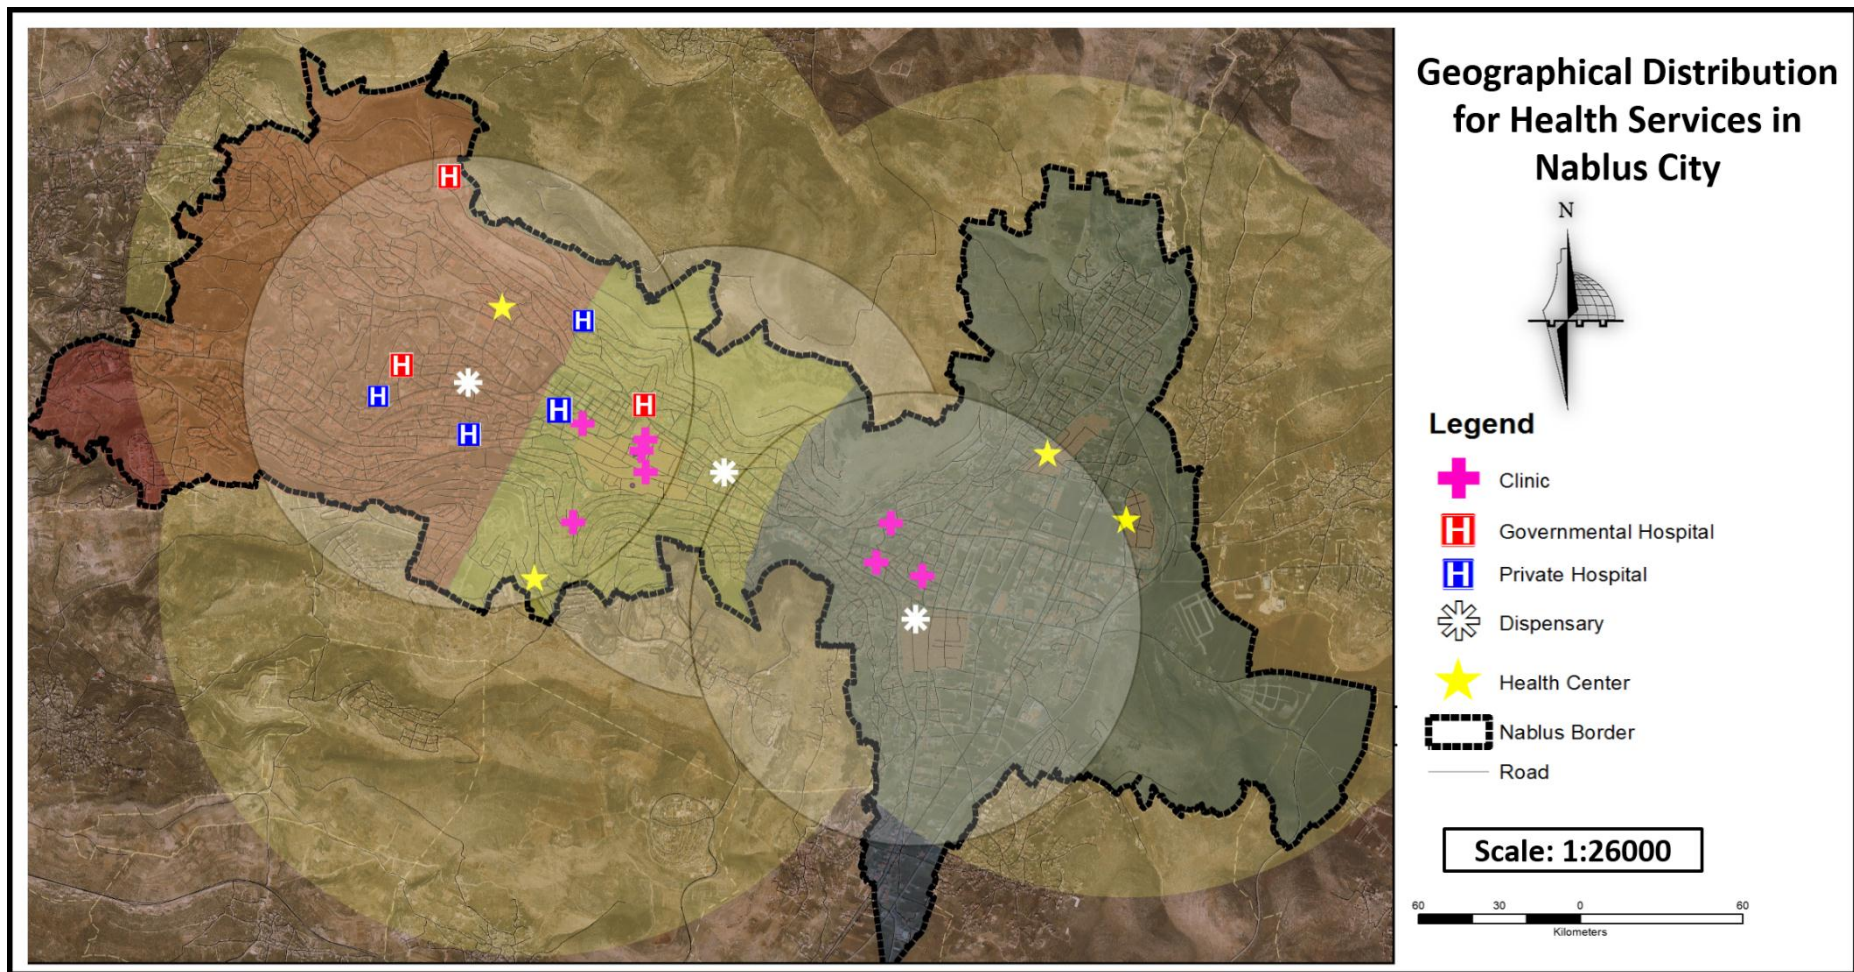 Geographical Distribution
for Health Services in
Nablus City
N
Legend
Clinic
H Governmental Hospital
H Private Hospital
Dispensary
Health Center
Nablus Border
Road
Scale: 1:26000
60 30 0 60
Kilometers
H
H
H
H
H
H
H